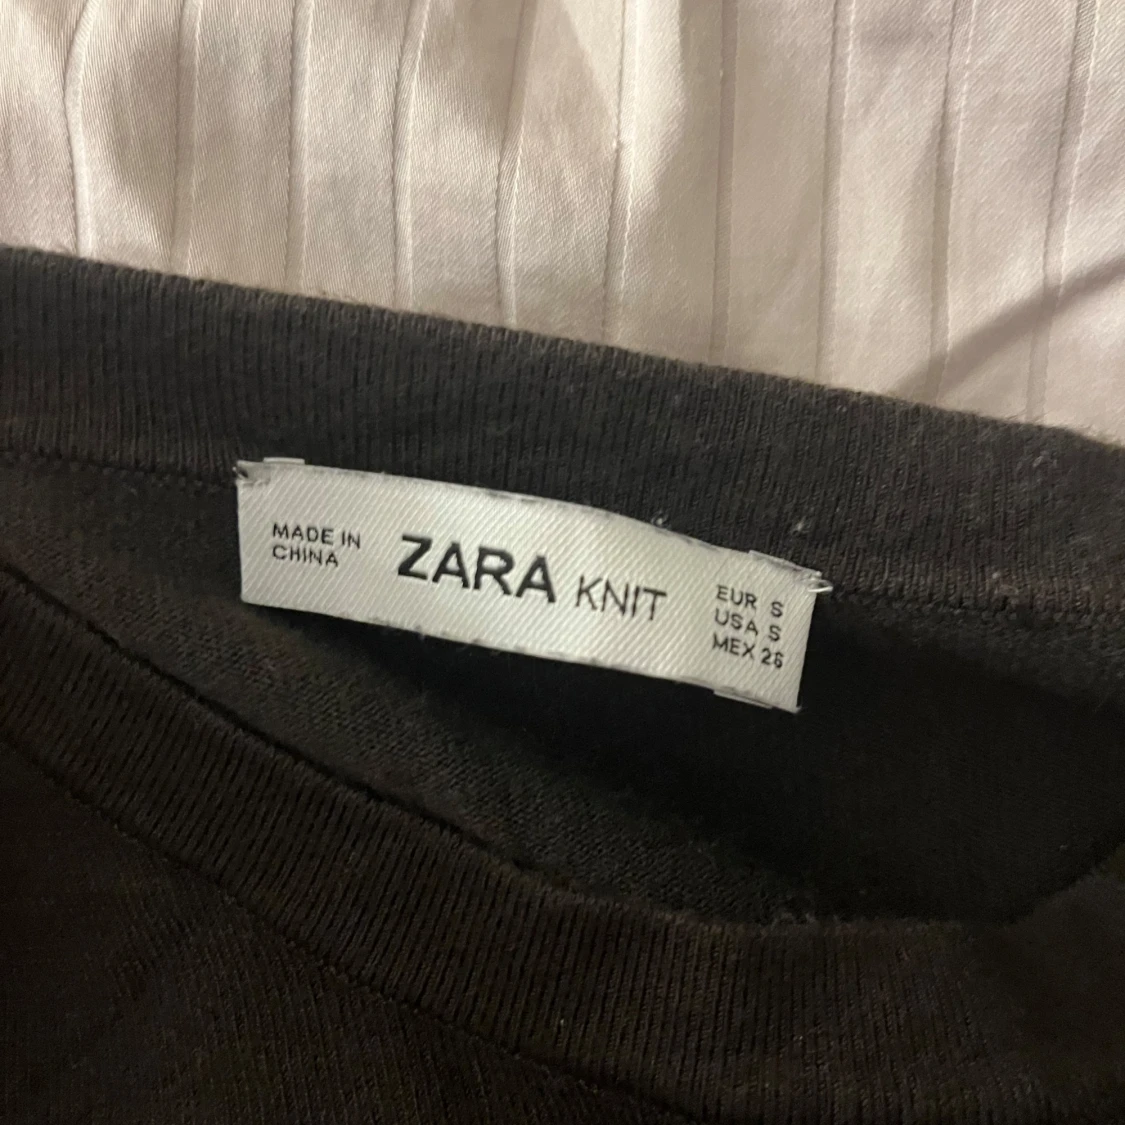 MADE IN
CHINA
ZARA KNIT
EUR S
USA S
MEX 26